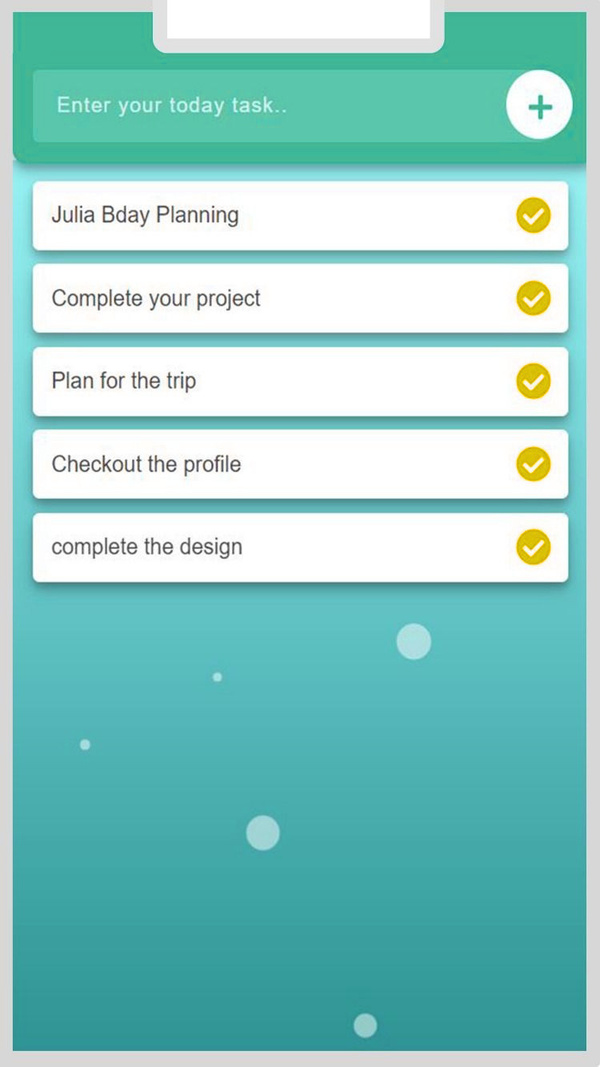 Enter your today task..
Julia Bday Planning
Complete your project
Plan for the trip
Checkout the profile
complete the design